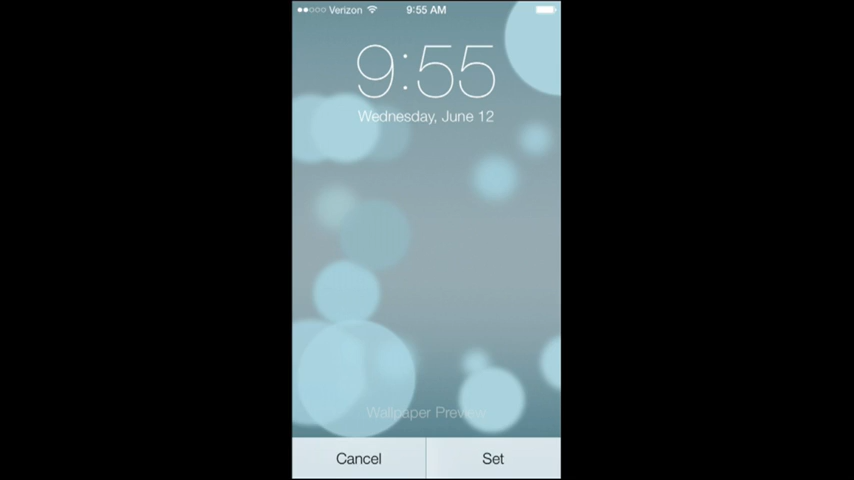 Verizon 9:55 AM
9:55
Wednesday, June 12
Wallpaper Preview
Cancel Set